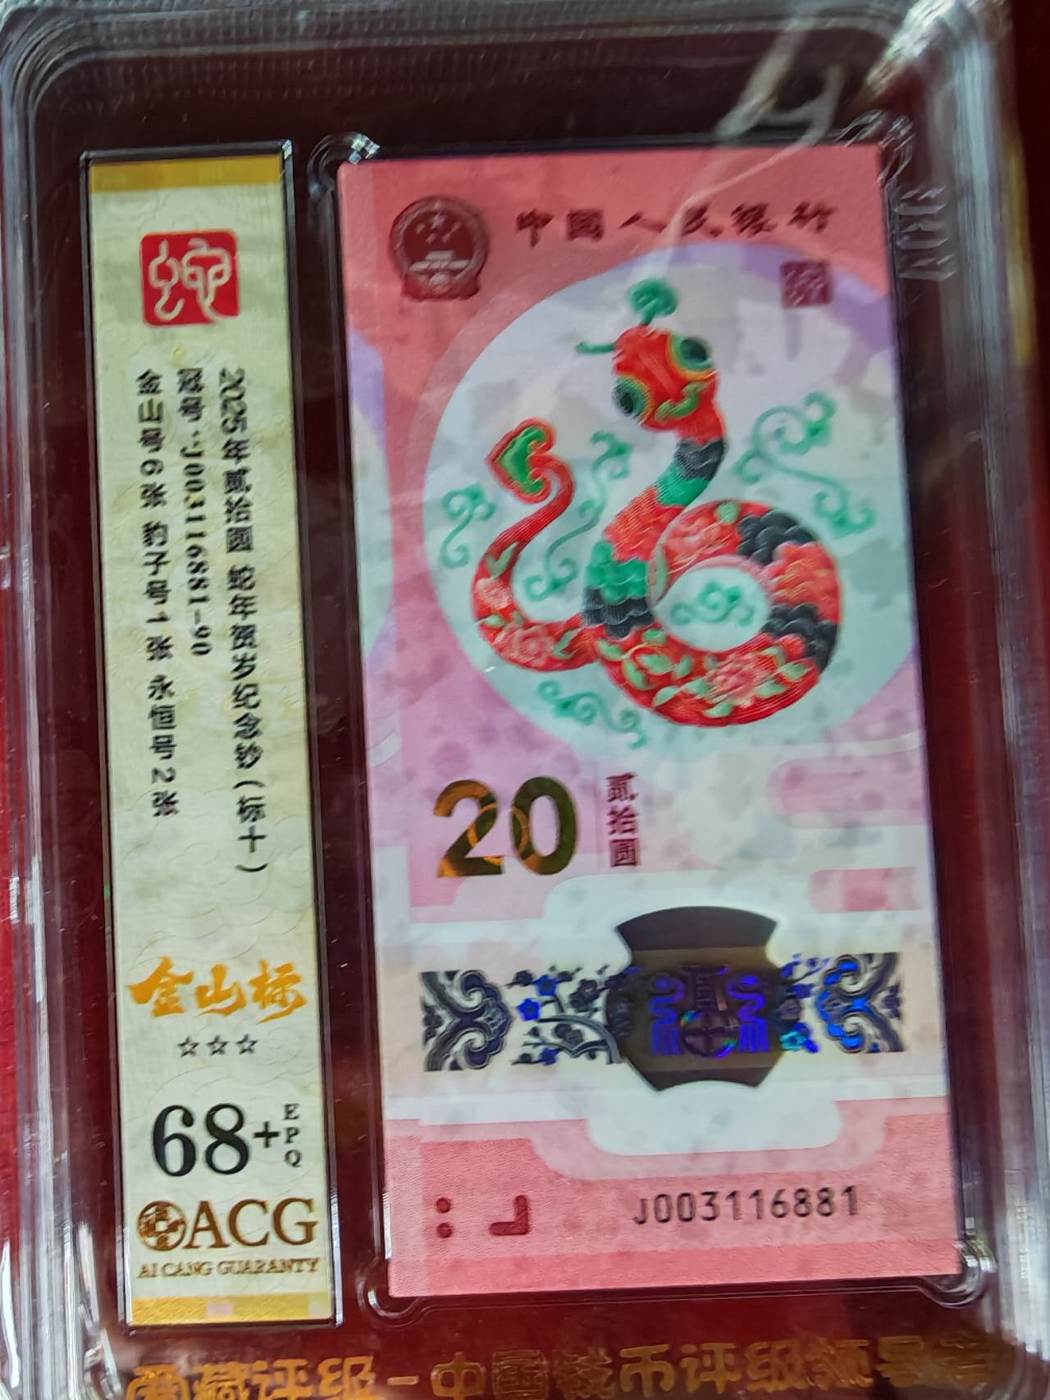 蛇
2025年贰拾圆 蛇年贺岁纪念钞(标十)
冠号:J003116881-90
号6张 豹子号1张 永恒号2张
金山标
☆☆☆
68+
EPQ
ACG
AI CANG GUARANTY
中国人民银行
20
贰拾圆
J003116881
爱藏评级-中国钱币评级领导